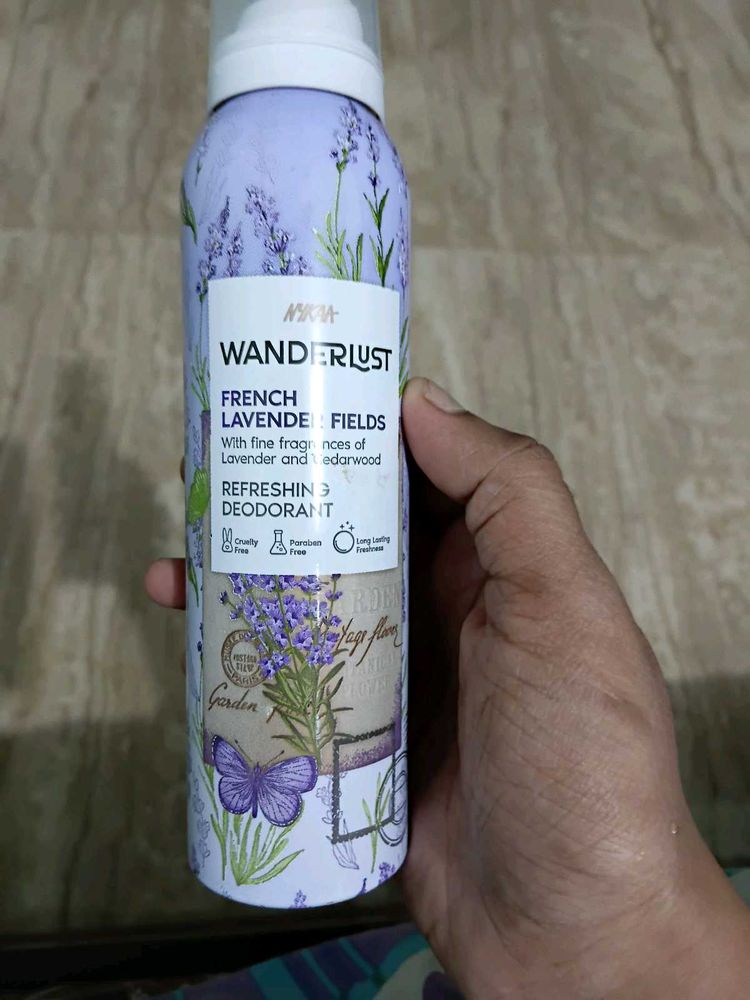 NYKAA
WANDERLUST
FRENCH
LAVENDER FIELDS
With fine fragrances of
Lavender and Cedarwood
REFRESHING
DEODORANT
Cruelty
Free
Paraben
Free
Long Lasting
Freshness
PARIS
Garden